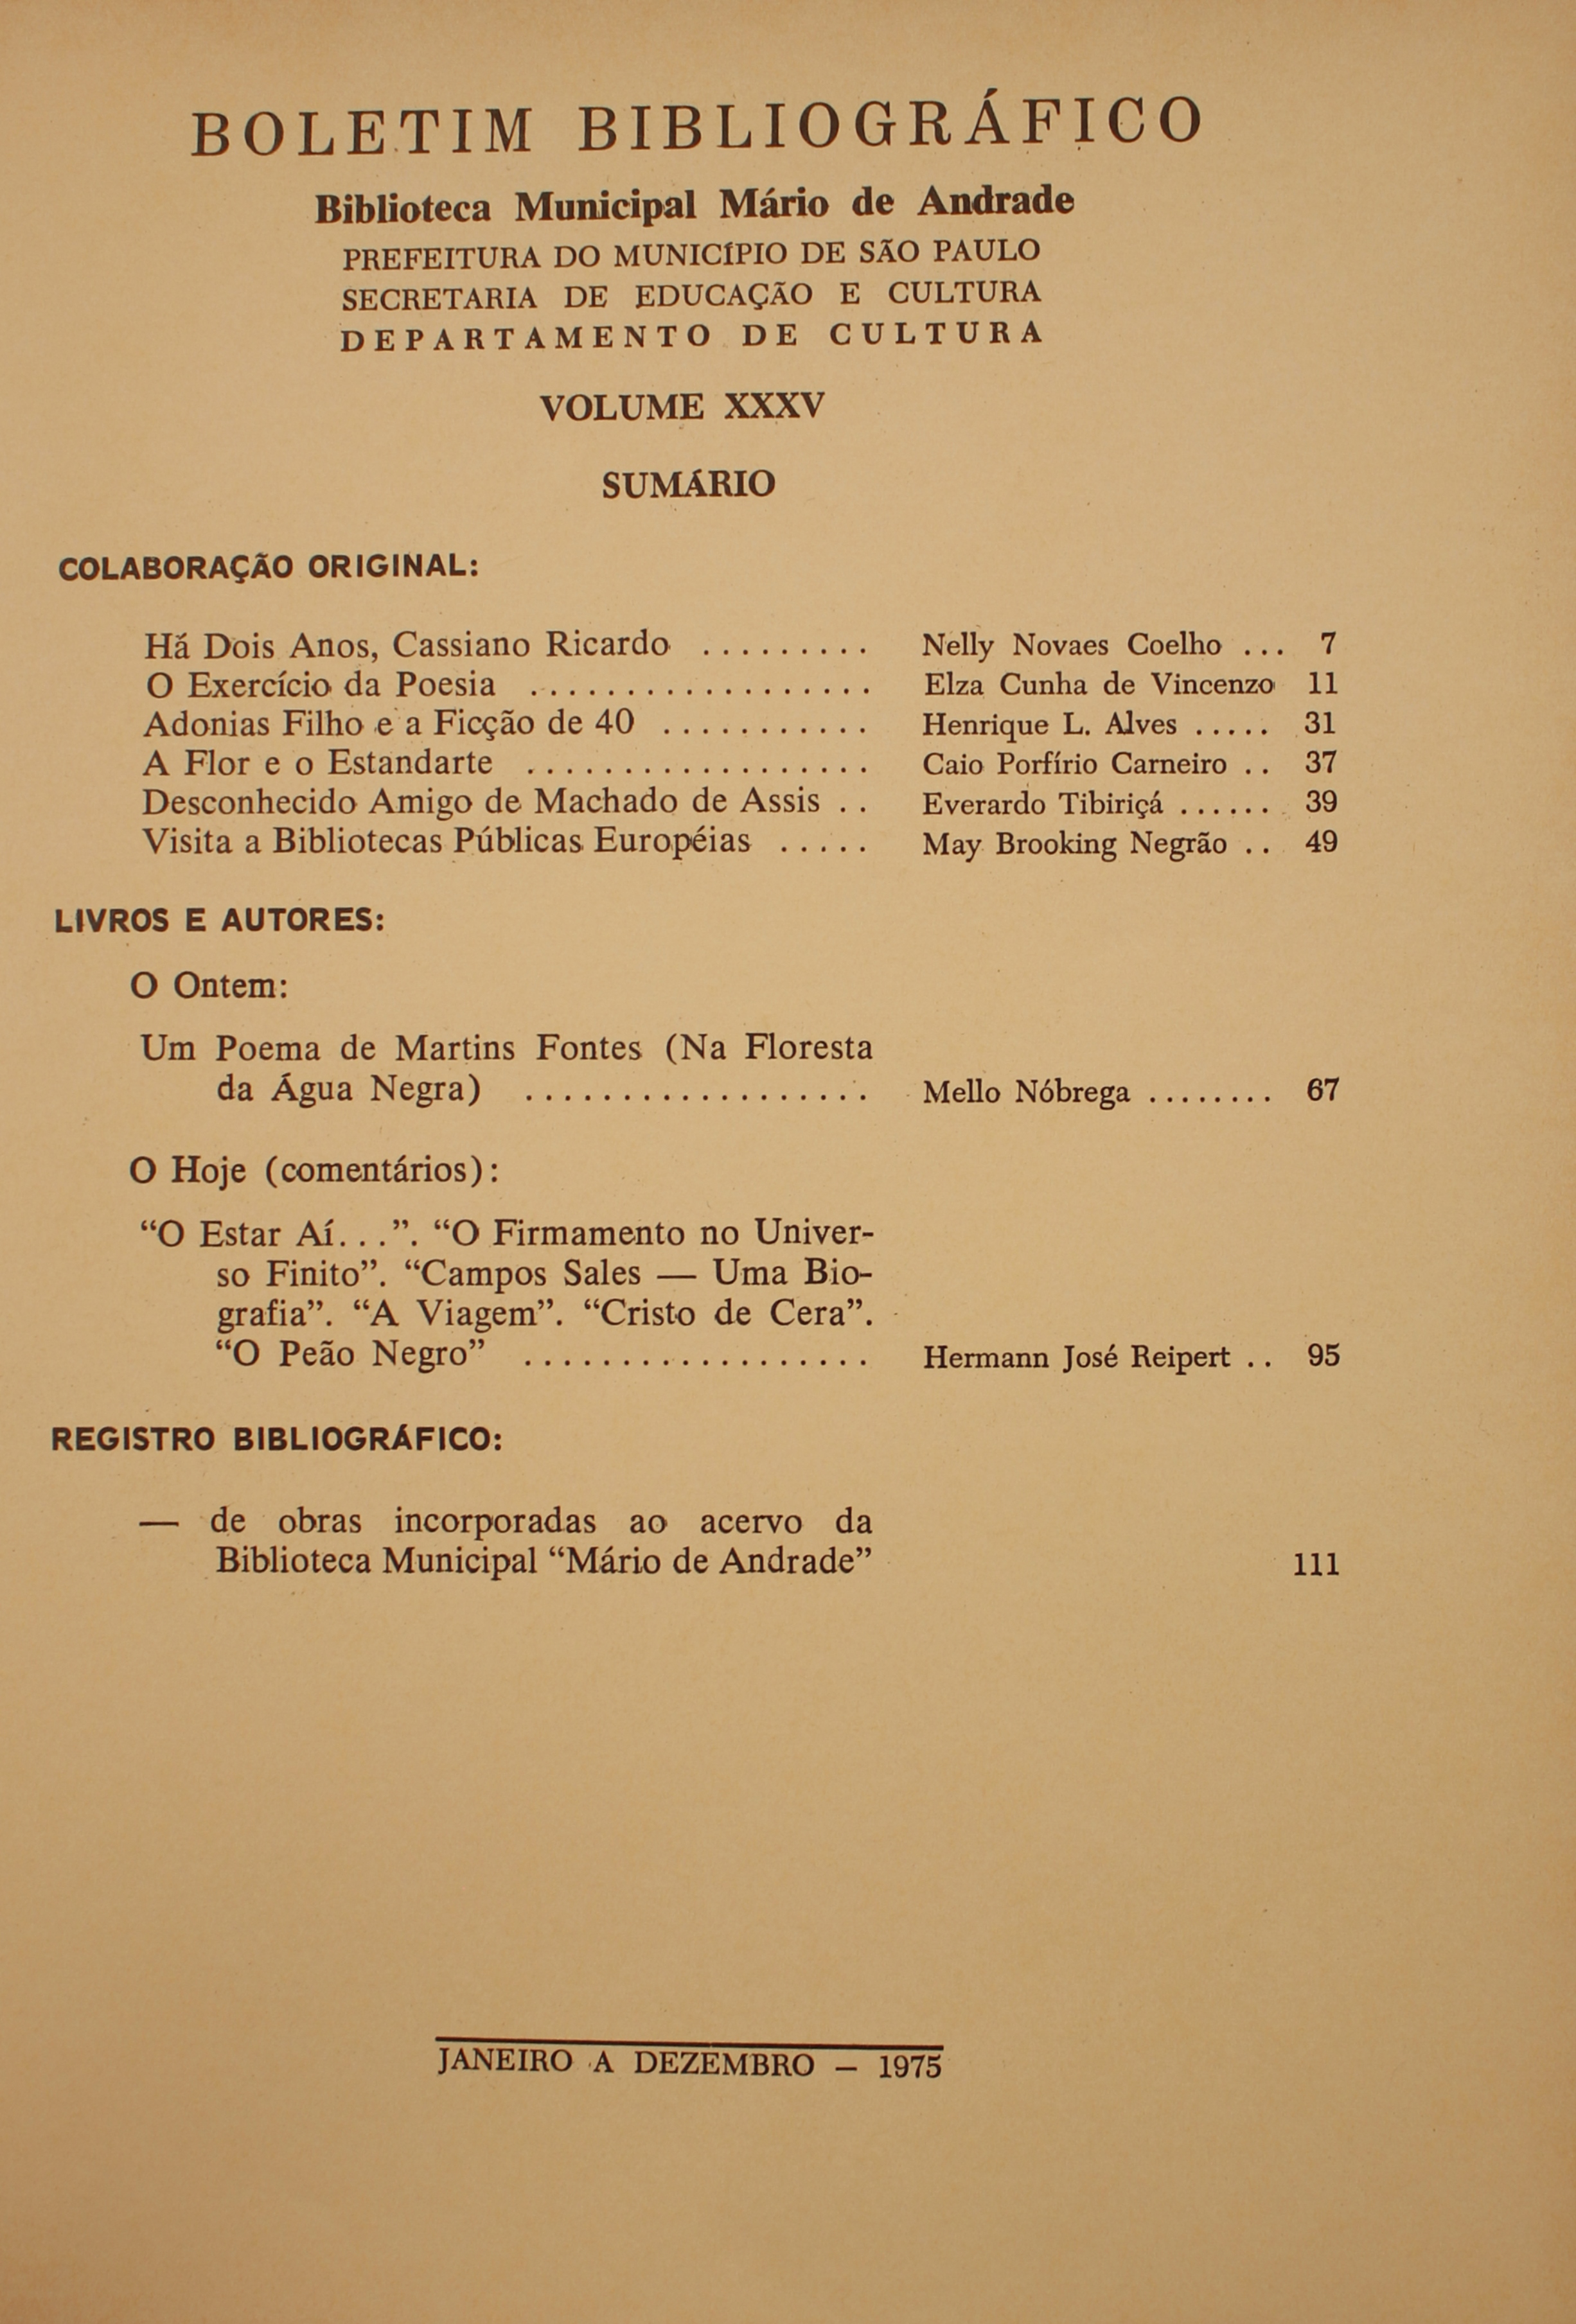 BOLETIM BIBLIOGRÁFICO
Biblioteca Municipal Mário de Andrade
PREFEITURA DO MUNICÍPIO DE SÃO PAULO
SECRETARIA DE EDUCAÇÃO E CULTURA
DEPARTAMENTO DE CULTURA
VOLUME XXXV
SUMÁRIO
COLABORAÇÃO ORIGINAL:
Há Dois Anos, Cassiano Ricardo ......... Nelly Novaes Coelho ... 7
O Exercício da Poesia .................. Elza Cunha de Vincenzo 11
Adonias Filho e a Ficção de 40 ........... Henrique L. Alves ..... 31
A Flor e o Estandarte .................. Caio Porfírio Carneiro .. 37
Desconhecido Amigo de Machado de Assis .. Everardo Tibiriçá ...... 39
Visita a Bibliotecas Públicas Européias ..... May Brooking Negrão .. 49
LIVROS E AUTORES:
O Ontem:
Um Poema de Martins Fontes (Na Floresta
da Água Negra) .................. Mello Nóbrega ........ 67
O Hoje (comentários):
“O Estar Aí...”. “O Firmamento no Univer-
so Finito”. “Campos Sales — Uma Bio-
grafia”. “A Viagem”. “Cristo de Cera”.
“O Peão Negro” .................. Hermann José Reipert .. 95
REGISTRO BIBLIOGRÁFICO:
— de obras incorporadas ao acervo da
Biblioteca Municipal “Mário de Andrade” 111
JANEIRO A DEZEMBRO — 1975